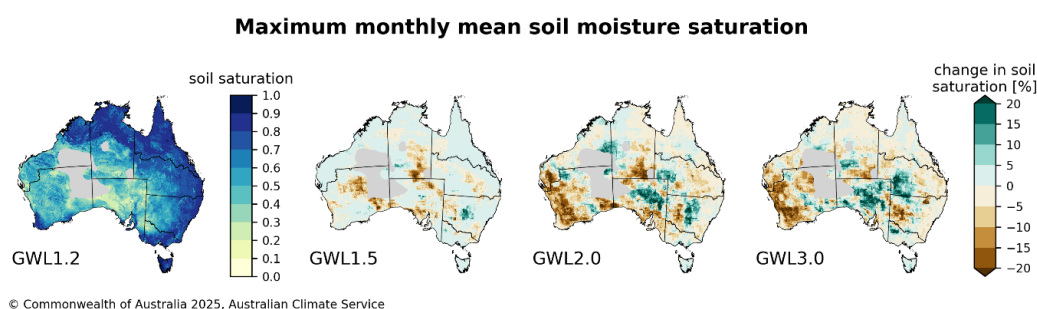 Maximum monthly mean soil moisture saturation
soil saturation
1.0
0.9
0.8
0.7
0.6
0.5
0.4
0.3
0.2
0.1
0.0
GWL1.2
GWL1.5
GWL2.0
GWL3.0
change in soil
saturation [%]
20
15
10
5
0
−5
−10
−15
−20
© Commonwealth of Australia 2025, Australian Climate Service